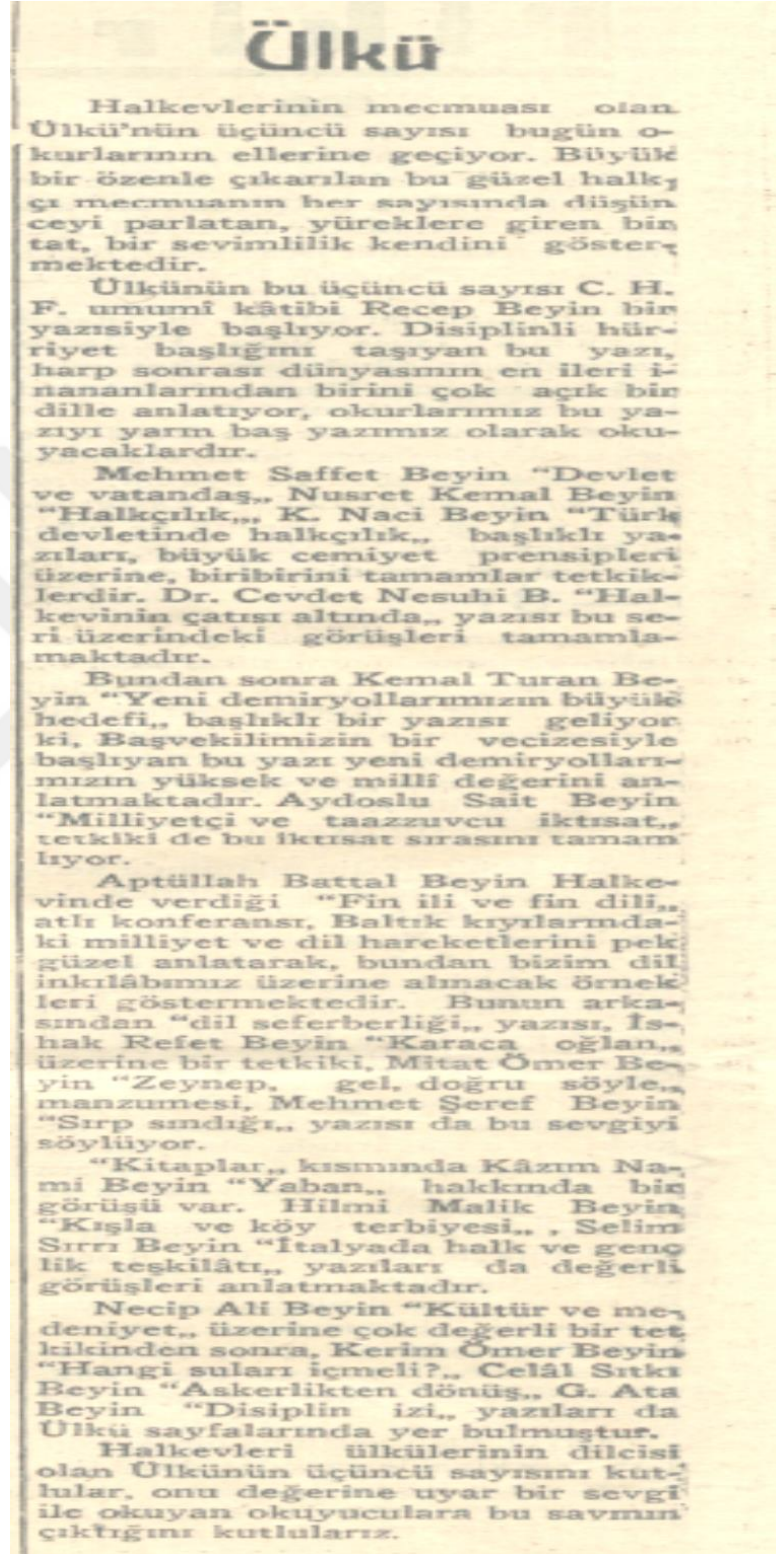 Ülkü
Halkevlerinin mecmuası olan
Ülkü'nün üçüncü sayısı bugün o-
kurlarının ellerine geçiyor. Büyük
bir özenle çıkarılan bu güzel halk-
çı mecmuanın her sayısında düşün
ceyi parlatan, yüreklere giren bir
tat, bir sevimlilik kendini göster-
mektedir.
Ülkünün bu üçüncü sayısı C. H.
F. umumî kâtibi Recep Beyin bir
yazısiyle başlıyor. Disiplinli hür-
riyet başlığını taşıyan bu yazı,
harp sonrası dünyasının en ileri i-
nananlarından birini çok açık bir
dille anlatıyor, okurlarımız bu ya-
zıyı yarın baş yazımız olarak oku-
yacaklardır.
Mehmet Saffet Beyin "Devlet
ve vatandaş,, Nusret Kemal Beyin
"Halkçılık,,, K. Naci Beyin "Türk
devletinde halkçılık,, başlıklı ya-
zıları, büyük cemiyet prensipleri
üzerine, biribirini tamamlar tetkik-
lerdir. Dr. Cevdet Nesuhi B. "Hal-
kevinin çatısı altında,, yazısı bu se-
ri üzerindeki görüşleri tamamla-
maktadır.
Bundan sonra Kemal Turan Be-
yin "Yeni demiryollarımızın büyük
hedefi,, başlıklı bir yazısı geliyor
ki, Başvekilimizin bir vecizesiyle
başlıyan bu yazı yeni demiryolları-
mızın yüksek ve millî değerini an-
latmaktadır. Aydoslu Sait Beyin
"Milliyetçi ve taazzuvcu iktısat,,
tetkiki de bu iktısat sırasını tamam
lıyor.
Aptüllah Battal Beyin Halke-
vinde verdiği "Fin ili ve fin dili,,
atlı konferansı, Baltık kıyılarında-
ki milliyet ve dil hareketlerini pek
güzel anlatarak, bundan bizim dil
inkılâbımız üzerine alınacak örnek
leri göstermektedir. Bunun arka-
sından "dil seferberliği,, yazısı, İs-
hak Refet Beyin "Karaca oğlan,,
üzerine bir tetkiki, Mitat Ömer Be-
yin "Zeynep, gel, doğru söyle,,
manzumesi, Mehmet Şeref Beyin
"Sırp sındığı,, yazısı da bu sevgiyi
söylüyor.
"Kitaplar,, kısmında Kâzım Na-
mi Beyin "Yaban,, hakkında bir
görüşü var. Hilmi Malik Beyin
"Kışla ve köy terbiyesi,, , Selim
Sırrı Beyin "İtalyada halk ve genç
lik teşkilâtı,, yazıları da değerli
görüşleri anlatmaktadır.
Necip Ali Beyin "Kültür ve me-
deniyet,, üzerine çok değerli bir tet
kikinden sonra, Kerim Ömer Beyin
"Hangi suları içmeli?,, Celâl Sıtkı
Beyin "Askerlikten dönüş,, G. Ata
Beyin "Disiplin izi,, yazıları da
Ülkü sayfalarında yer bulmuştur.
Halkevleri ülkülerinin dilcisi
olan Ülkünün üçüncü sayısını kut-
lular, onu değerine uyar bir sevgi
ile okuyan okuyuculara bu sayının
çıktığını kutlularız.